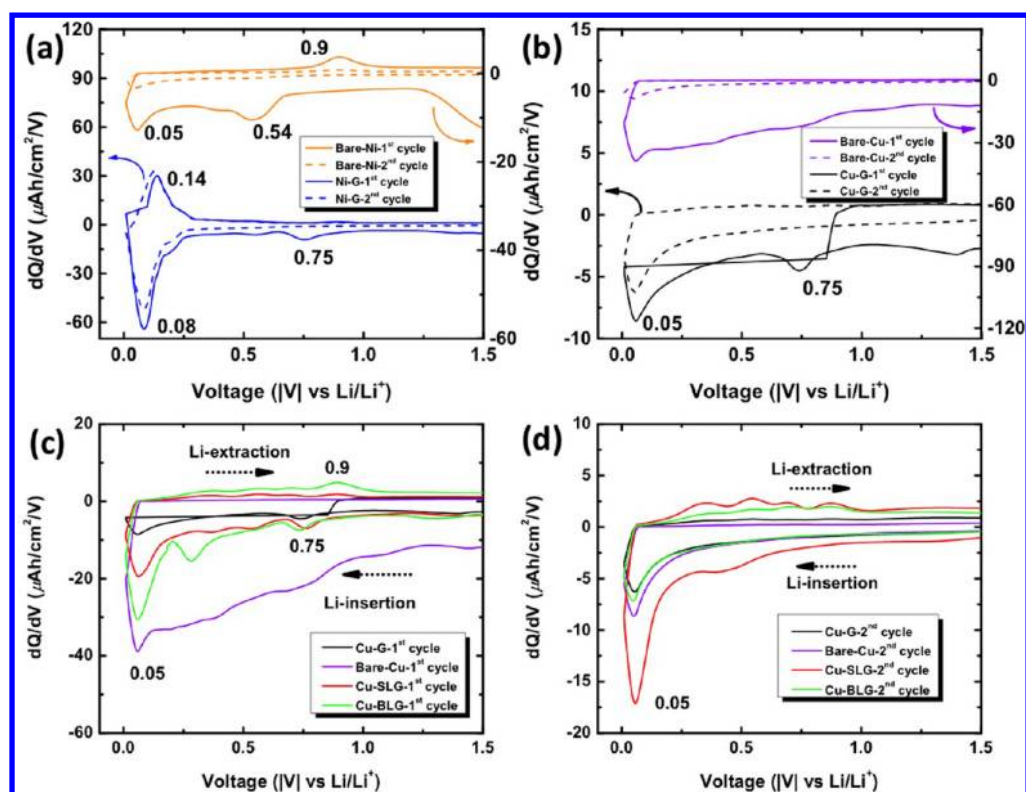 (a)
dQ/dV (µAh/cm²/V)
120
90
60
30
0
-30
-60
0
-20
-40
-60
0.9
0.05
0.54
Bare-Ni-1st cycle
Bare-Ni-2nd cycle
Ni-G-1st cycle
Ni-G-2nd cycle
0.14
0.75
0.08
0.0
0.5
1.0
1.5
Voltage (|V| vs Li/Li⁺)
(b)
dQ/dV (µAh/cm²/V)
15
10
5
0
-5
-10
0
-30
-60
-90
-120
Bare-Cu-1st cycle
Bare-Cu-2nd cycle
Cu-G-1st cycle
Cu-G-2nd cycle
0.75
0.05
0.0
0.5
1.0
1.5
Voltage (|V| vs Li/Li⁺)
(c)
dQ/dV (µAh/cm²/V)
20
0
-20
-40
-60
Li-extraction
0.9
0.75
Li-insertion
0.05
Cu-G-1st cycle
Bare-Cu-1st cycle
Cu-SLG-1st cycle
Cu-BLG-1st cycle
0.0
0.5
1.0
1.5
Voltage (|V| vs Li/Li⁺)
(d)
dQ/dV (µAh/cm²/V)
10
5
0
-5
-10
-15
-20
Li-extraction
Li-insertion
0.05
Cu-G-2nd cycle
Bare-Cu-2nd cycle
Cu-SLG-2nd cycle
Cu-BLG-2nd cycle
0.0
0.5
1.0
1.5
Voltage (|V| vs Li/Li⁺)